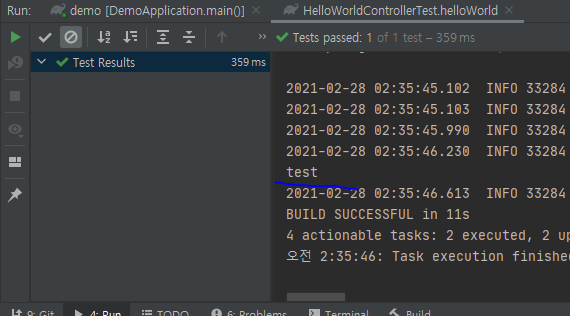 Run: demo [DemoApplication.main()] × HelloWorldControllerTest.helloWorld ×
Tests passed: 1 of 1 test – 359 ms
Test Results 359 ms
2021-02-28 02:35:45.102 INFO 33284
2021-02-28 02:35:45.103 INFO 33284
2021-02-28 02:35:45.990 INFO 33284
2021-02-28 02:35:46.230 INFO 33284
test
2021-02-28 02:35:46.613 INFO 33284
BUILD SUCCESSFUL in 11s
4 actionable tasks: 2 executed, 2 up
오전 2:35:46: Task execution finished
9: Git 4: Run TODO 6: Problems Terminal Build